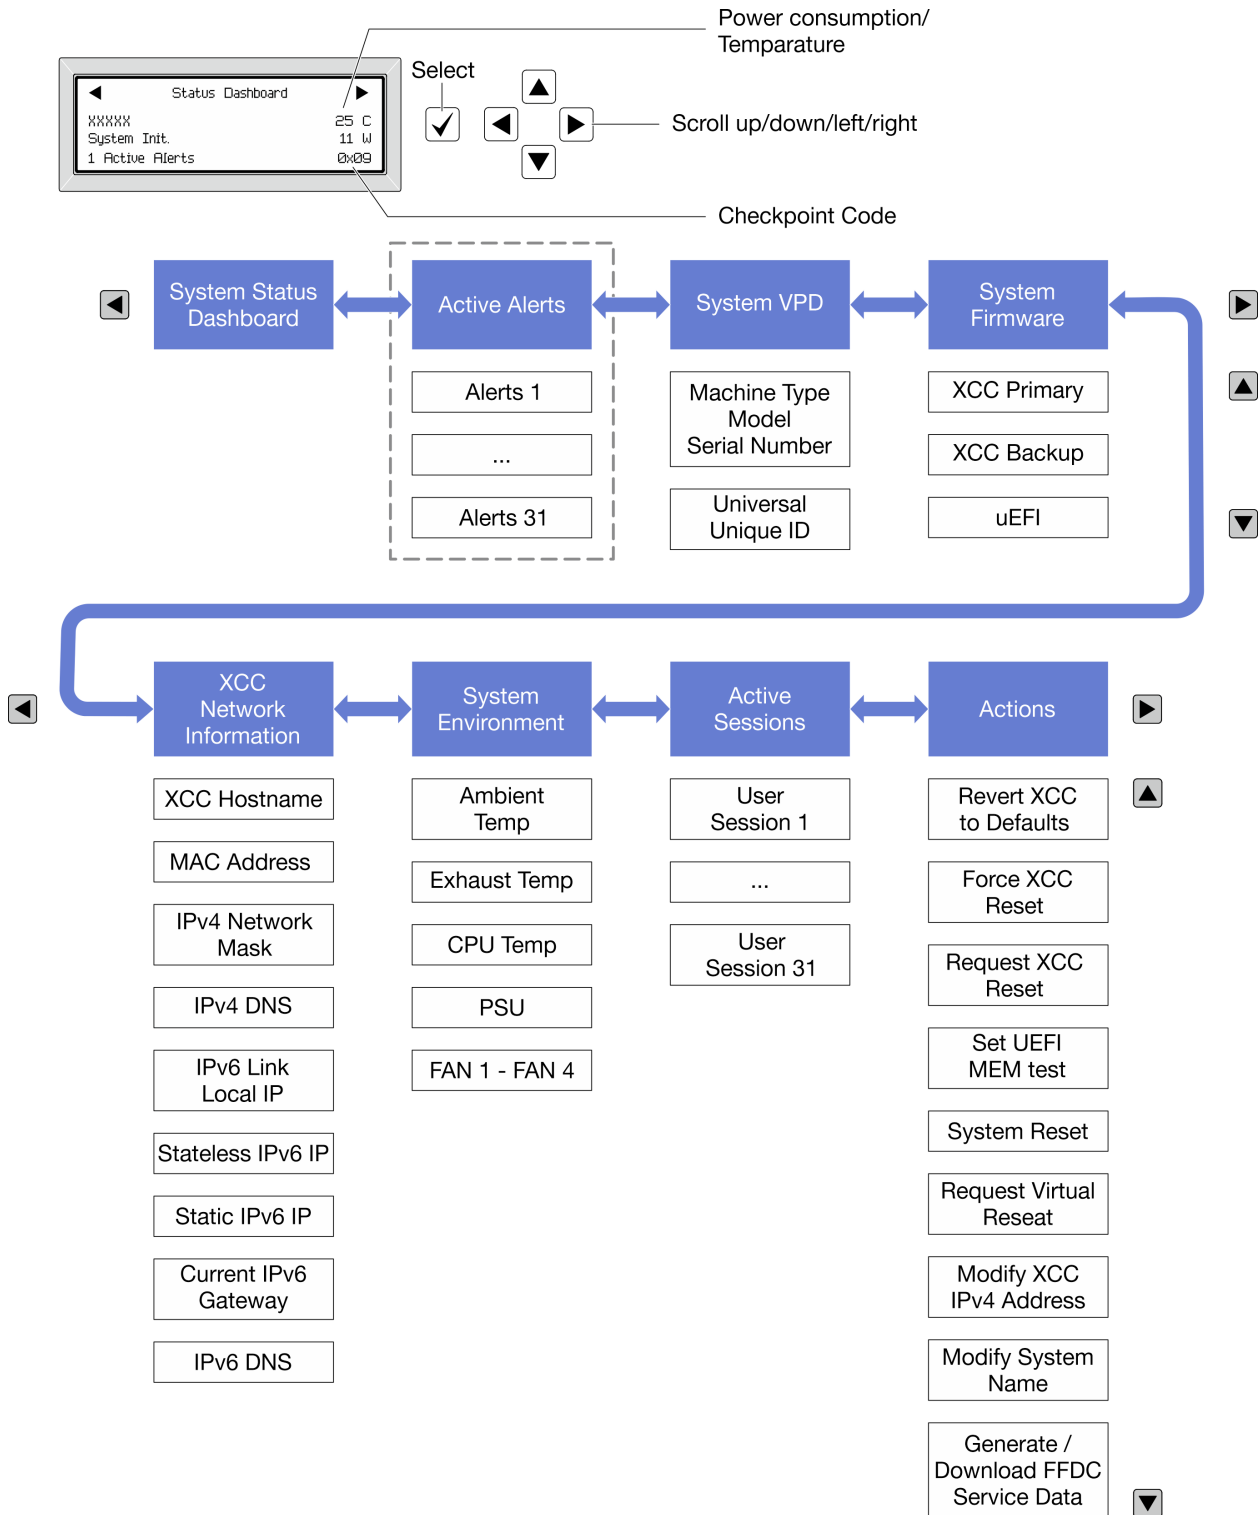 Power consumption/
Temparature
Select
Status Dashboard
XXXXX 25 C
System Init. 11 W
1 Active Alerts 0x09
Scroll up/down/left/right
Checkpoint Code
System Status
Dashboard
Active Alerts
System VPD
System
Firmware
Alerts 1
...
Alerts 31
Machine Type
Model
Serial Number
Universal
Unique ID
XCC Primary
XCC Backup
uEFI
XCC
Network
Information
System
Environment
Active
Sessions
Actions
XCC Hostname
MAC Address
IPv4 Network
Mask
IPv4 DNS
IPv6 Link
Local IP
Stateless IPv6 IP
Static IPv6 IP
Current IPv6
Gateway
IPv6 DNS
Ambient
Temp
Exhaust Temp
CPU Temp
PSU
FAN 1 - FAN 4
User
Session 1
...
User
Session 31
Revert XCC
to Defaults
Force XCC
Reset
Request XCC
Reset
Set UEFI
MEM test
System Reset
Request Virtual
Reseat
Modify XCC
IPv4 Address
Modify System
Name
Generate /
Download FFDC
Service Data